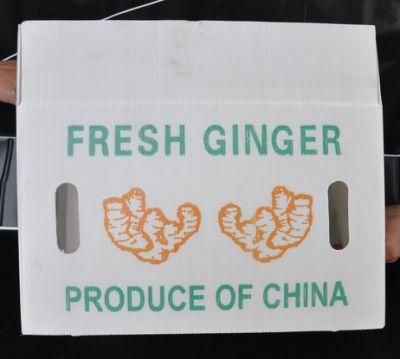 FRESH GINGER
PRODUCE OF CHINA